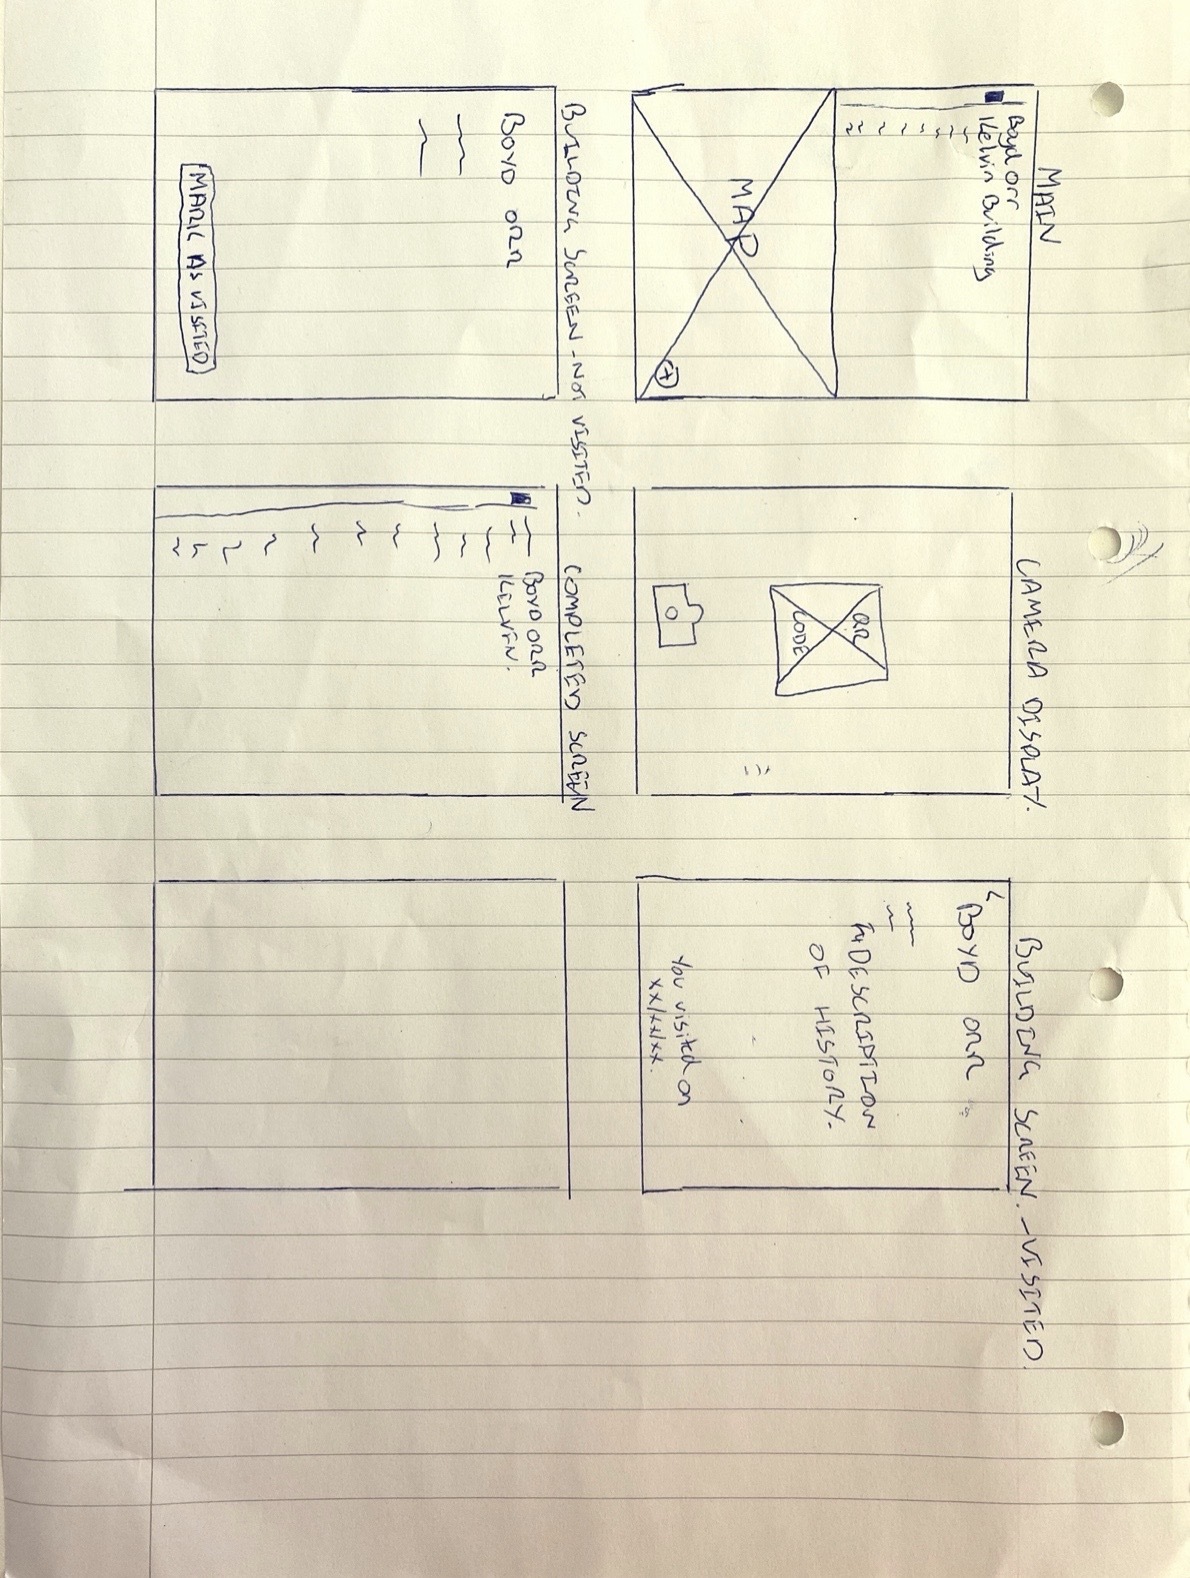 MAIN
Boyd orr
Kelvin Building
MAP
+
CAMERA DISPLAY.
QR
CODE
BUILDING SCREEN. - VISITED.
<
BOYD ORR
DESCRIPTION
OF HISTORY.
You visited on
xx/xx/xx.
BUILDING SCREEN - NOT VISITED.
BOYD ORR
MARK AS VISITED
COMPLETED SCREEN
BOYD ORR
KELVIN.